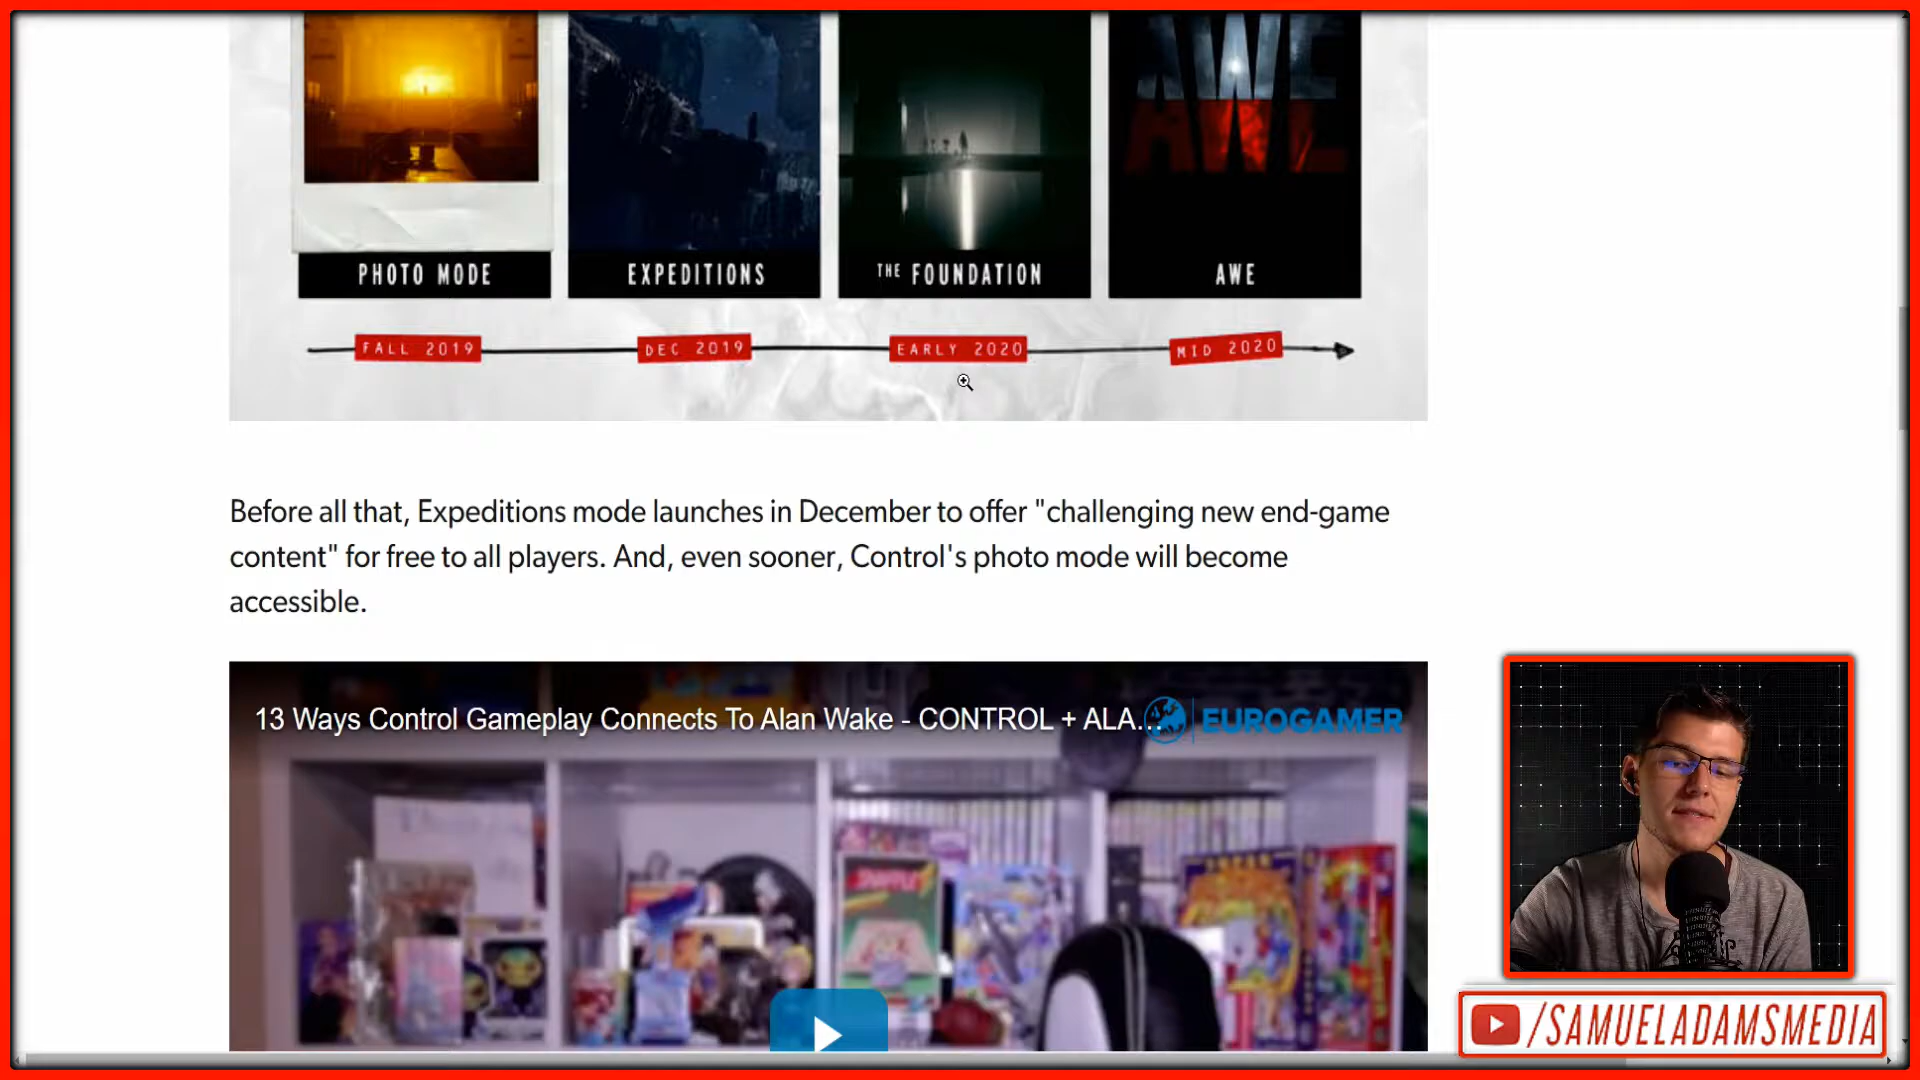 AWE
PHOTO MODE
EXPEDITIONS
THE FOUNDATION
AWE
FALL 2019
DEC 2019
EARLY 2020
MID 2020
Before all that, Expeditions mode launches in December to offer "challenging new end-game
content" for free to all players. And, even sooner, Control's photo mode will become
accessible.
13 Ways Control Gameplay Connects To Alan Wake - CONTROL + ALA...
EUROGAMER
/SAMUELADAMSMEDIA